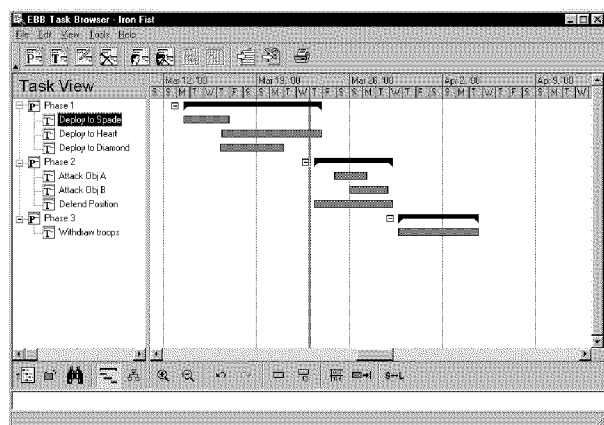 EBB Task Browser - Iron Fist
File Edit View Tools Help
Task View
Mar 12, '00 Mar 19, '00 Mar 26, '00 Apr 2, '00 Apr 9, '00
S S M T W T F S S M T W T F S S M T W T F S S M T W T F S S M T W
Phase 1
Deploy to Spade
Deploy to Heart
Deploy to Diamond
Phase 2
Attack Obj A
Attack Obj B
Defend Position
Phase 3
Withdraw troops